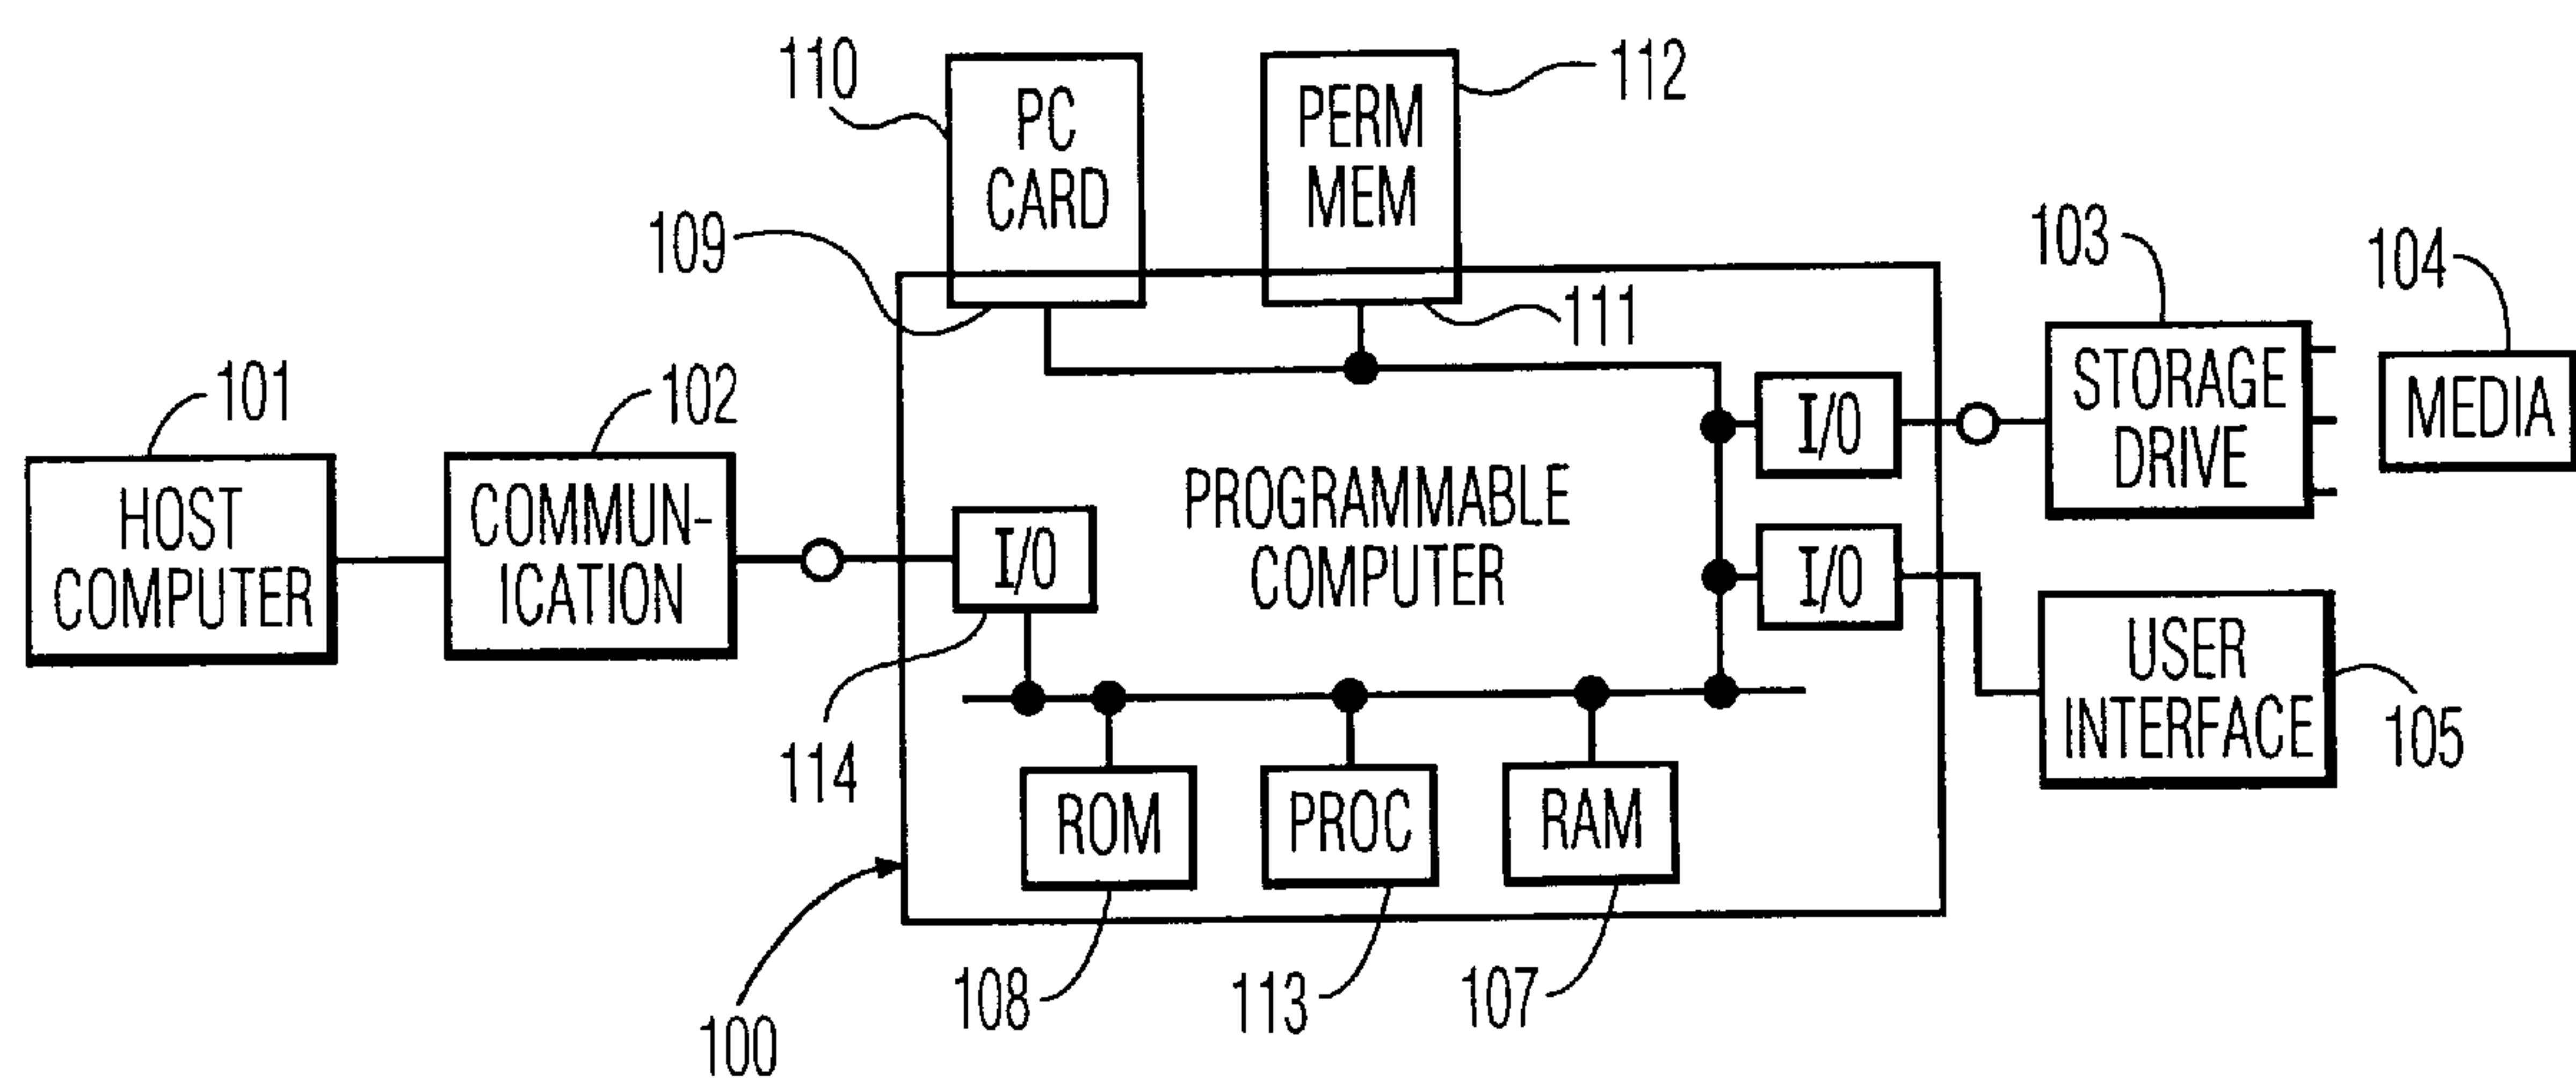 110
PC
CARD
109
PERM
MEM
112
111
103
STORAGE
DRIVE
104
MEDIA
101
HOST
COMPUTER
102
COMMUN-
ICATION
I/O
114
PROGRAMMABLE
COMPUTER
I/O
I/O
USER
INTERFACE
105
ROM
108
PROC
113
RAM
107
100